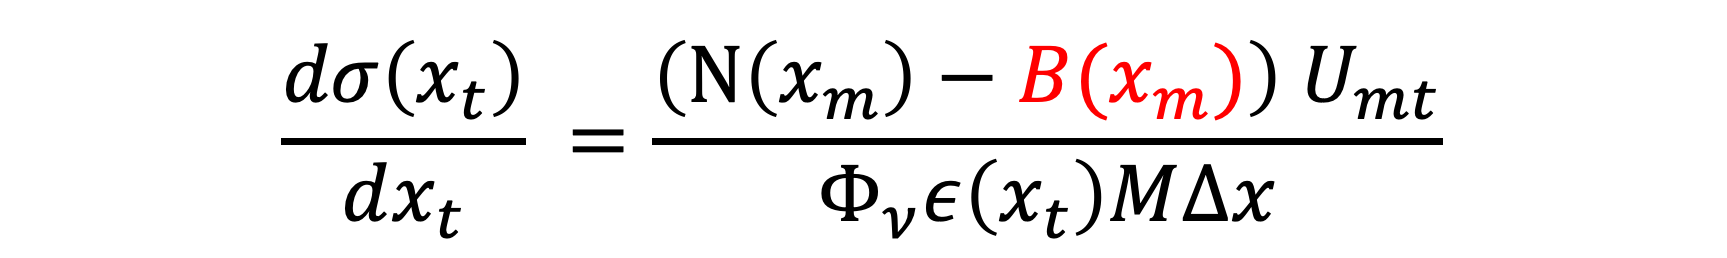 dσ(x_t)/dx_t = (N(x_m) − B(x_m)) U_mt / Φ_ν ϵ(x_t) M Δx